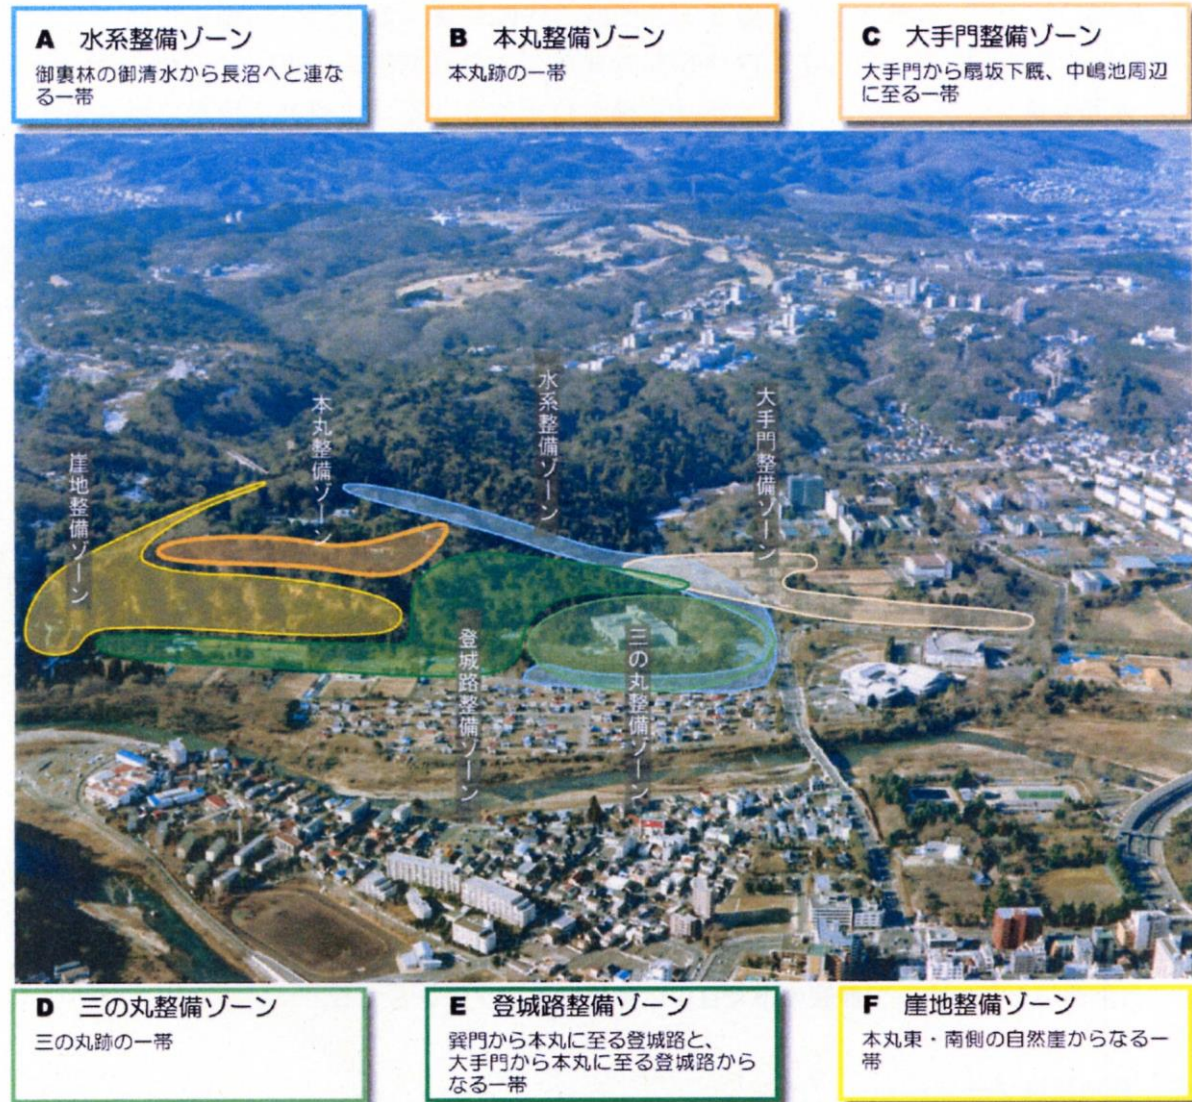 A 水系整備ゾーン
御裏林の御清水から長沼へと連な
る一帯
B 本丸整備ゾーン
本丸跡の一帯
C 大手門整備ゾーン
大手門から扇坂下厩、中嶋池周辺
に至る一帯
崖地整備ゾーン
本丸整備ゾーン
水系整備ゾーン
大手門整備ゾーン
登城路整備ゾーン
三の丸整備ゾーン
D 三の丸整備ゾーン
三の丸跡の一帯
E 登城路整備ゾーン
巽門から本丸に至る登城路と、
大手門から本丸に至る登城路から
なる一帯
F 崖地整備ゾーン
本丸東・南側の自然崖からなる一
帯